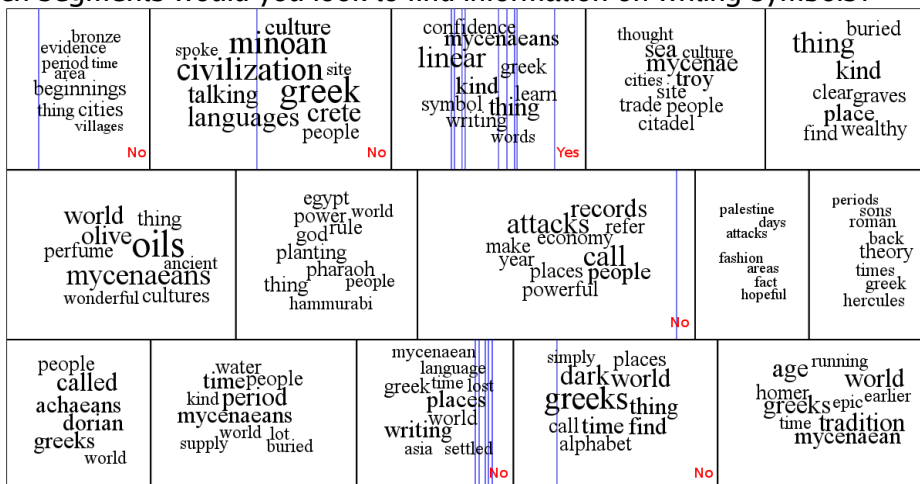 en segments would you look to find information on writing symbols?
bronze
evidence
period time
area
beginnings
thing cities
villages
No
culture
spoke minoan
civilization site
talking greek
languages crete
people
No
confidence
mycenaeans
linear
greek
kind learn
symbol thing
writing
words
Yes
thought
sea culture
mycenae
cities troy
site
trade people
citadel
buried
thing
kind
clear graves
place
find wealthy
world thing
olive oils
perfume
ancient
mycenaeans
wonderful cultures
egypt
power world
god rule
planting
pharaoh
thing people
hammurabi
records
attacks refer
make economy
year call
places people
powerful
No
palestine
days
attacks
fashion
areas
fact
hopeful
periods
sons
roman
back
theory
times
greek
hercules
people
called
achaeans
dorian
greeks
world
water
time people
kind period
mycenaeans
world lot
supply buried
mycenaean
language
greek time lost
places
world
writing
asia settled
No
simply places
dark world
greeks thing
call time find
alphabet
No
age running
world
homer earlier
greeks epic
time tradition
mycenaean